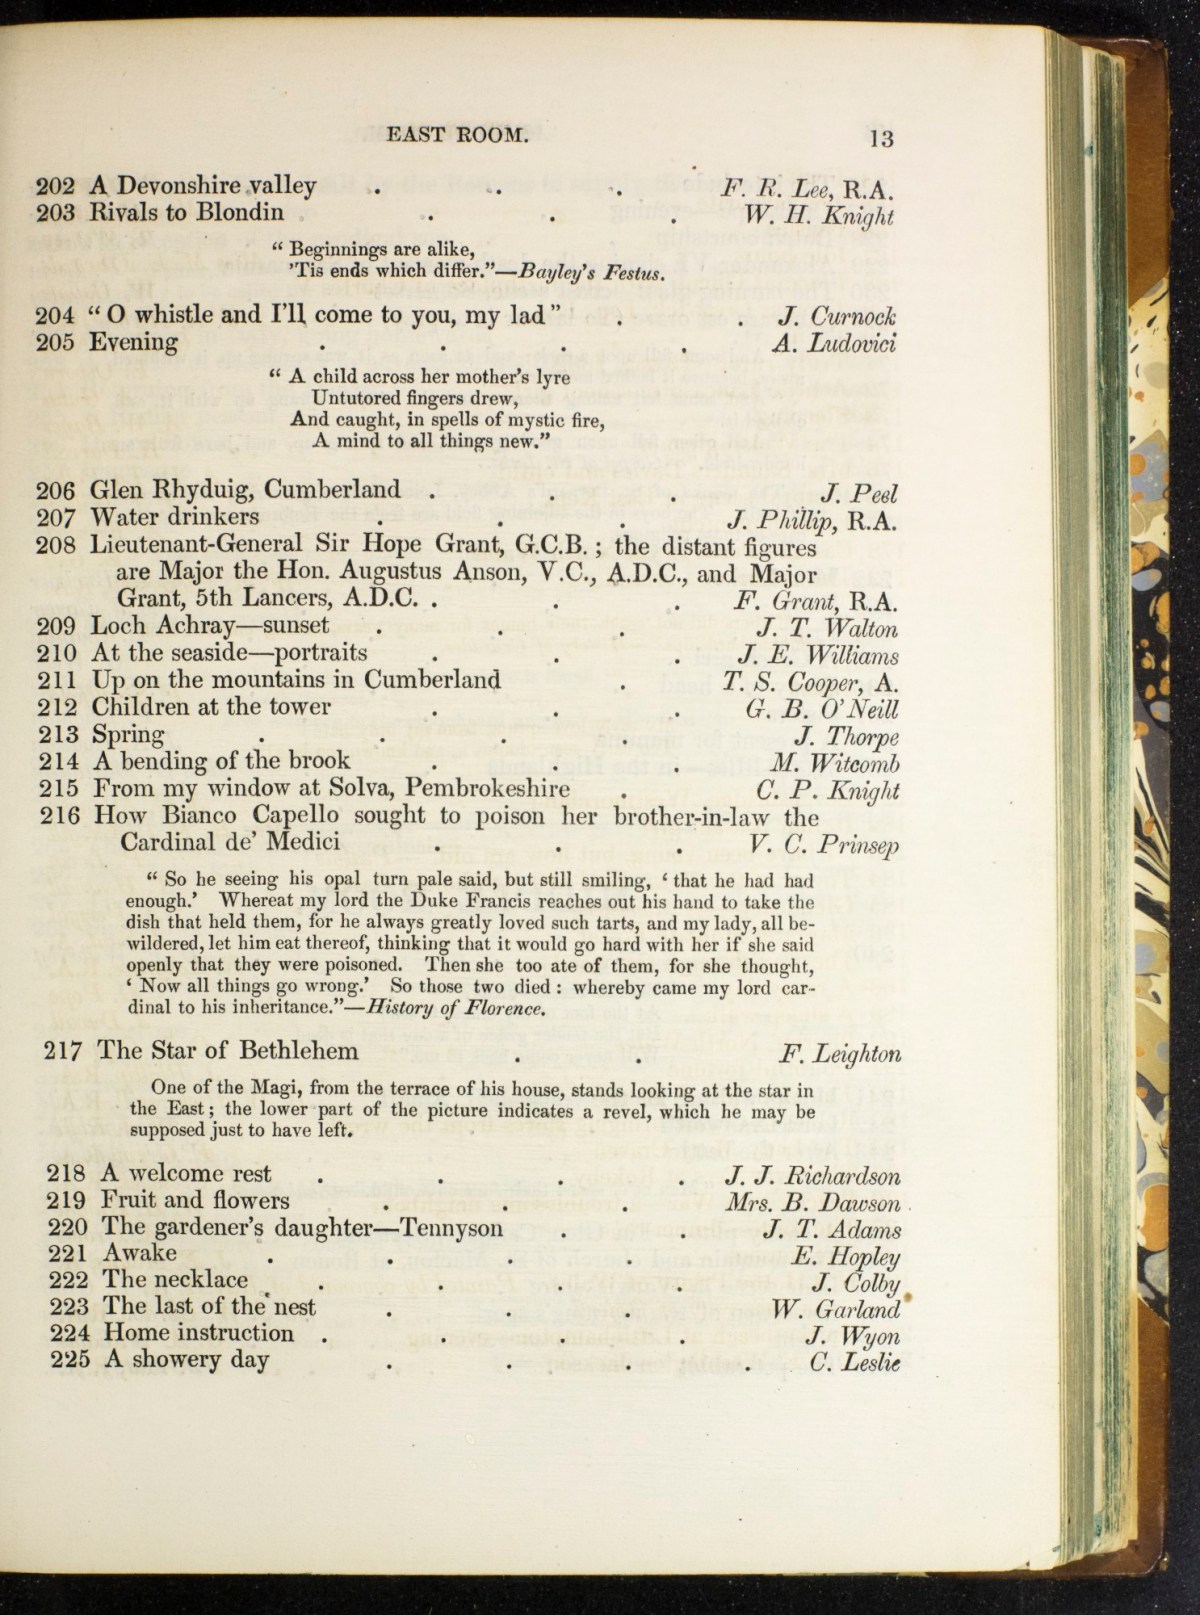 EAST ROOM. 13
202 A Devonshire valley . . . F. R. Lee, R.A.
203 Rivals to Blondin . . . W. H. Knight
“ Beginnings are alike,
’Tis ends which differ.”—Bayley’s Festus.
204 “ O whistle and I’ll come to you, my lad ” . . J. Curnock
205 Evening . . . . A. Ludovici
“ A child across her mother’s lyre
Untutored fingers drew,
And caught, in spells of mystic fire,
A mind to all things new.”
206 Glen Rhyduig, Cumberland . . . J. Peel
207 Water drinkers . . . J. Phillip, R.A.
208 Lieutenant-General Sir Hope Grant, G.C.B. ; the distant figures
are Major the Hon. Augustus Anson, V.C., A.D.C., and Major
Grant, 5th Lancers, A.D.C. . . . F. Grant, R.A.
209 Loch Achray—sunset . . . J. T. Walton
210 At the seaside—portraits . . . J. E. Williams
211 Up on the mountains in Cumberland . T. S. Cooper, A.
212 Children at the tower . . . G. B. O’Neill
213 Spring . . . . J. Thorpe
214 A bending of the brook . . . M. Witcomb
215 From my window at Solva, Pembrokeshire . C. P. Knight
216 How Bianco Capello sought to poison her brother-in-law the
Cardinal de’ Medici . . . V. C. Prinsep
“ So he seeing his opal turn pale said, but still smiling, ‘ that he had had
enough.’ Whereat my lord the Duke Francis reaches out his hand to take the
dish that held them, for he always greatly loved such tarts, and my lady, all be-
wildered, let him eat thereof, thinking that it would go hard with her if she said
openly that they were poisoned. Then she too ate of them, for she thought,
‘ Now all things go wrong.’ So those two died : whereby came my lord car-
dinal to his inheritance.”—History of Florence.
217 The Star of Bethlehem . . F. Leighton
One of the Magi, from the terrace of his house, stands looking at the star in
the East ; the lower part of the picture indicates a revel, which he may be
supposed just to have left.
218 A welcome rest . . . . J. J. Richardson
219 Fruit and flowers . . . Mrs. B. Dawson
220 The gardener’s daughter—Tennyson . . J. T. Adams
221 Awake . . . . E. Hopley
222 The necklace . . . . J. Colby
223 The last of the nest . . . W. Garland
224 Home instruction . . . . J. Wyon
225 A showery day . . . . C. Leslie